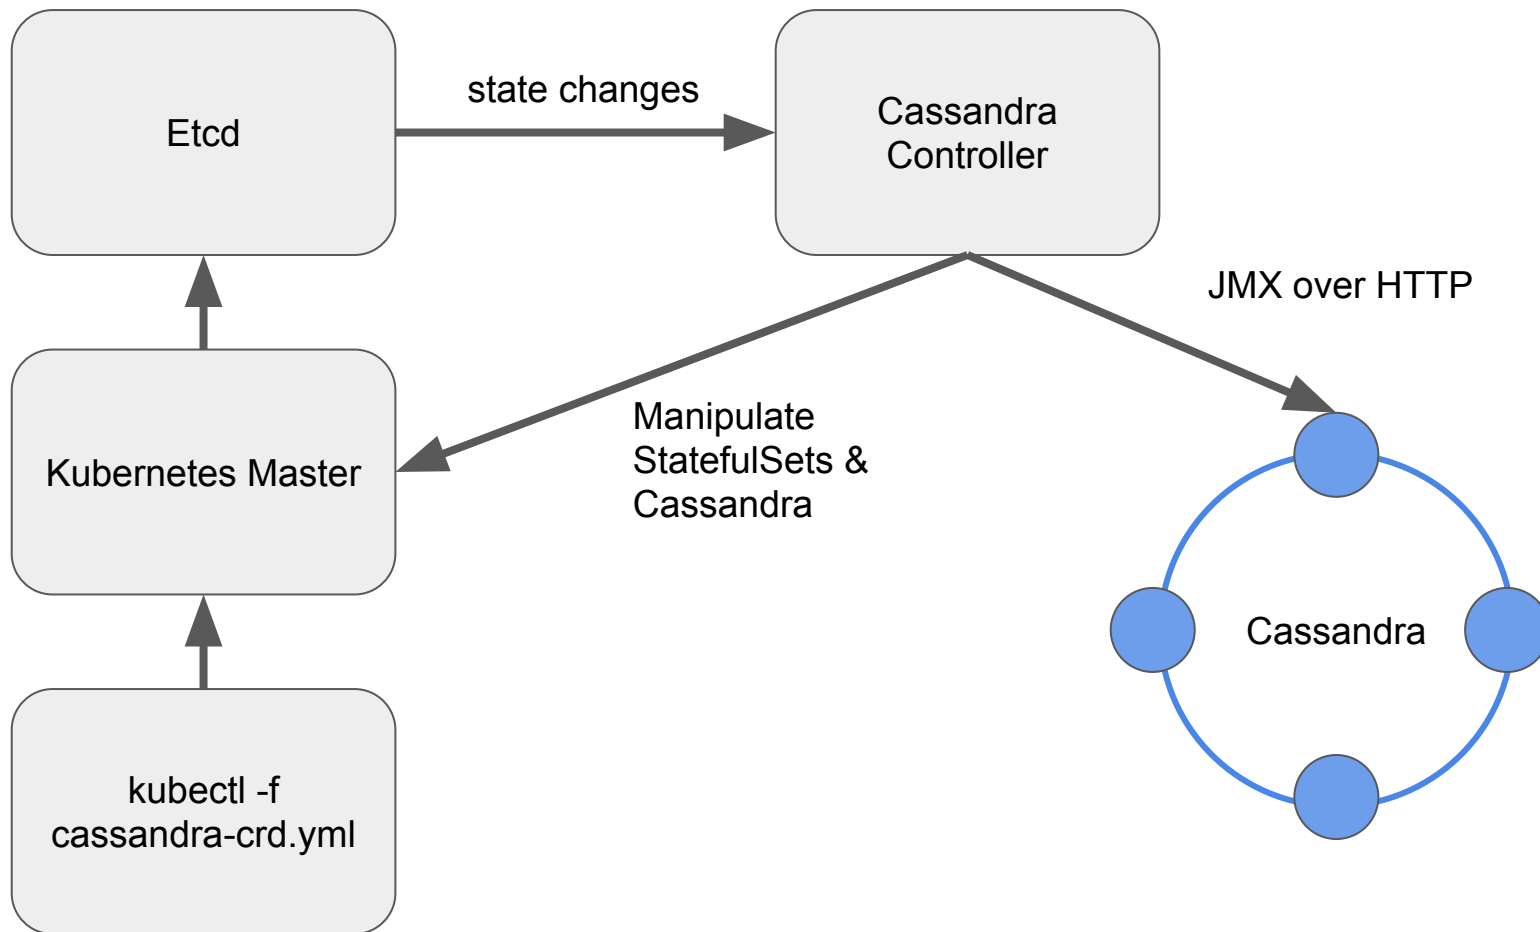 Etcd
state changes
Cassandra
Controller
JMX over HTTP
Kubernetes Master
Manipulate
StatefulSets &
Cassandra
Cassandra
kubectl -f
cassandra-crd.yml